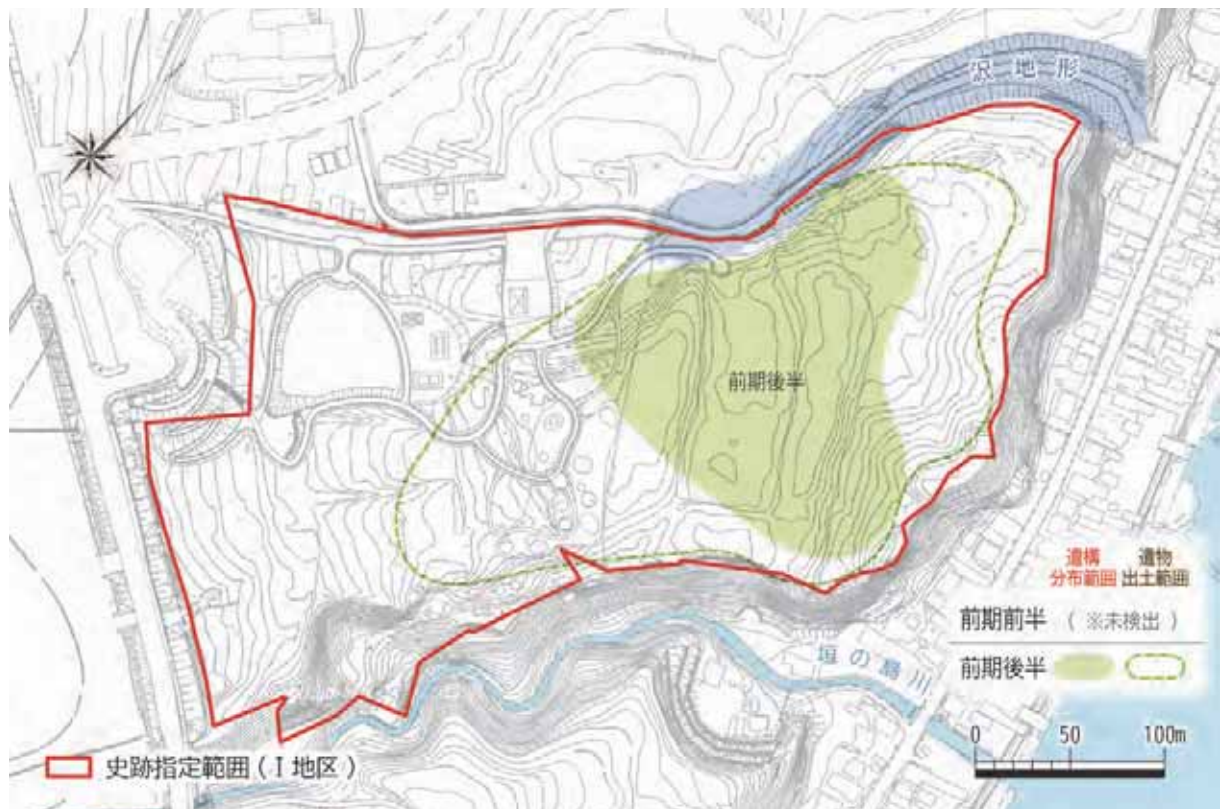 沢地形
前期後半
遺構
分布範囲
遺物
出土範囲
前期前半 (※未検出)
前期後半
垣の島川
0 50 100m
史跡指定範囲(Ⅰ地区)